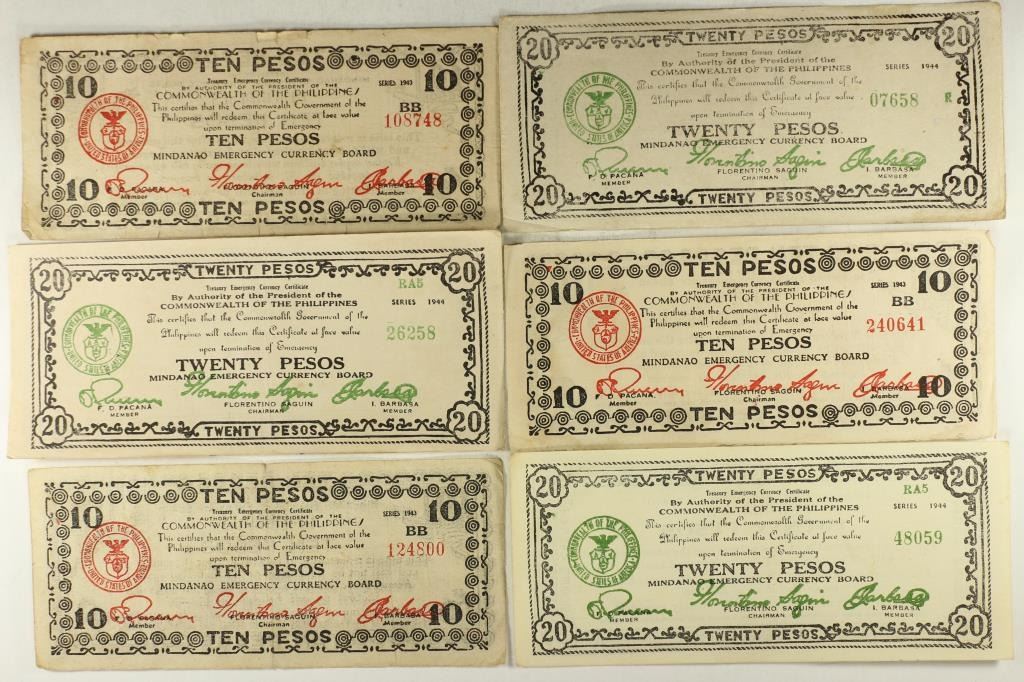 10 TEN PESOS 10
Treasury Emergency Currency Certificate
BY AUTHORITY OF THE PRESIDENT OF THE
SERIES 1943
COMMONWEALTH OF THE PHILIPPINES
This certifies that the Commonwealth Government of the
BB
Philippines will redeem this Certificate at face value
108748
upon termination of Emergency
TEN PESOS
MINDANAO EMERGENCY CURRENCY BOARD
Florentino Saguin
Member
Chairman
Member
10 TEN PESOS 10
20 TWENTY PESOS 20
Treasury Emergency Currency Certificate
By Authority of the President of the
COMMONWEALTH OF THE PHILIPPINES
SERIES 1944
This certifies that the Commonwealth Government of the
Philippines will redeem this Certificate at face value
07658
upon termination of Emergency
TWENTY PESOS
MINDANAO EMERGENCY CURRENCY BOARD
Florentino Saguin
F. D. PACANA FLORENTINO SAGUIN I. BARBASA
MEMBER CHAIRMAN MEMBER
20 TWENTY PESOS 20
20 TWENTY PESOS 20
Treasury Emergency Currency Certificate
RA5
By Authority of the President of the
COMMONWEALTH OF THE PHILIPPINES
SERIES 1944
This certifies that the Commonwealth Government of the
Philippines will redeem this Certificate at face value
26258
upon termination of Emergency
TWENTY PESOS
MINDANAO EMERGENCY CURRENCY BOARD
Florentino Saguin
F. D. PACANA FLORENTINO SAGUIN I. BARBASA
MEMBER CHAIRMAN MEMBER
20 TWENTY PESOS 20
10 TEN PESOS 10
Treasury Emergency Currency Certificate
BY AUTHORITY OF THE PRESIDENT OF THE
SERIES 1943
COMMONWEALTH OF THE PHILIPPINES
This certifies that the Commonwealth Government of the
BB
Philippines will redeem this Certificate at face value
240641
upon termination of Emergency
TEN PESOS
MINDANAO EMERGENCY CURRENCY BOARD
Florentino Saguin
F. D. PACANA FLORENTINO SAGUIN I. BARBASA
Member Chairman Member
10 TEN PESOS 10
10 TEN PESOS 10
Treasury Emergency Currency Certificate
BY AUTHORITY OF THE PRESIDENT OF THE
SERIES 1943
COMMONWEALTH OF THE PHILIPPINES
This certifies that the Commonwealth Government of the
BB
Philippines will redeem this Certificate at face value
124800
upon termination of Emergency
TEN PESOS
MINDANAO EMERGENCY CURRENCY BOARD
Florentino Saguin
FLORENTINO SAGUIN
Member Chairman Member
10 TEN PESOS 10
20 TWENTY PESOS 20
Treasury Emergency Currency Certificate
RA5
By Authority of the President of the
COMMONWEALTH OF THE PHILIPPINES
SERIES 1944
This certifies that the Commonwealth Government of the
Philippines will redeem this Certificate at face value
48059
upon termination of Emergency
TWENTY PESOS
MINDANAO EMERGENCY CURRENCY BOARD
Florentino Saguin
FLORENTINO SAGUIN I. BARBASA
MEMBER CHAIRMAN MEMBER
20 TWENTY PESOS 20